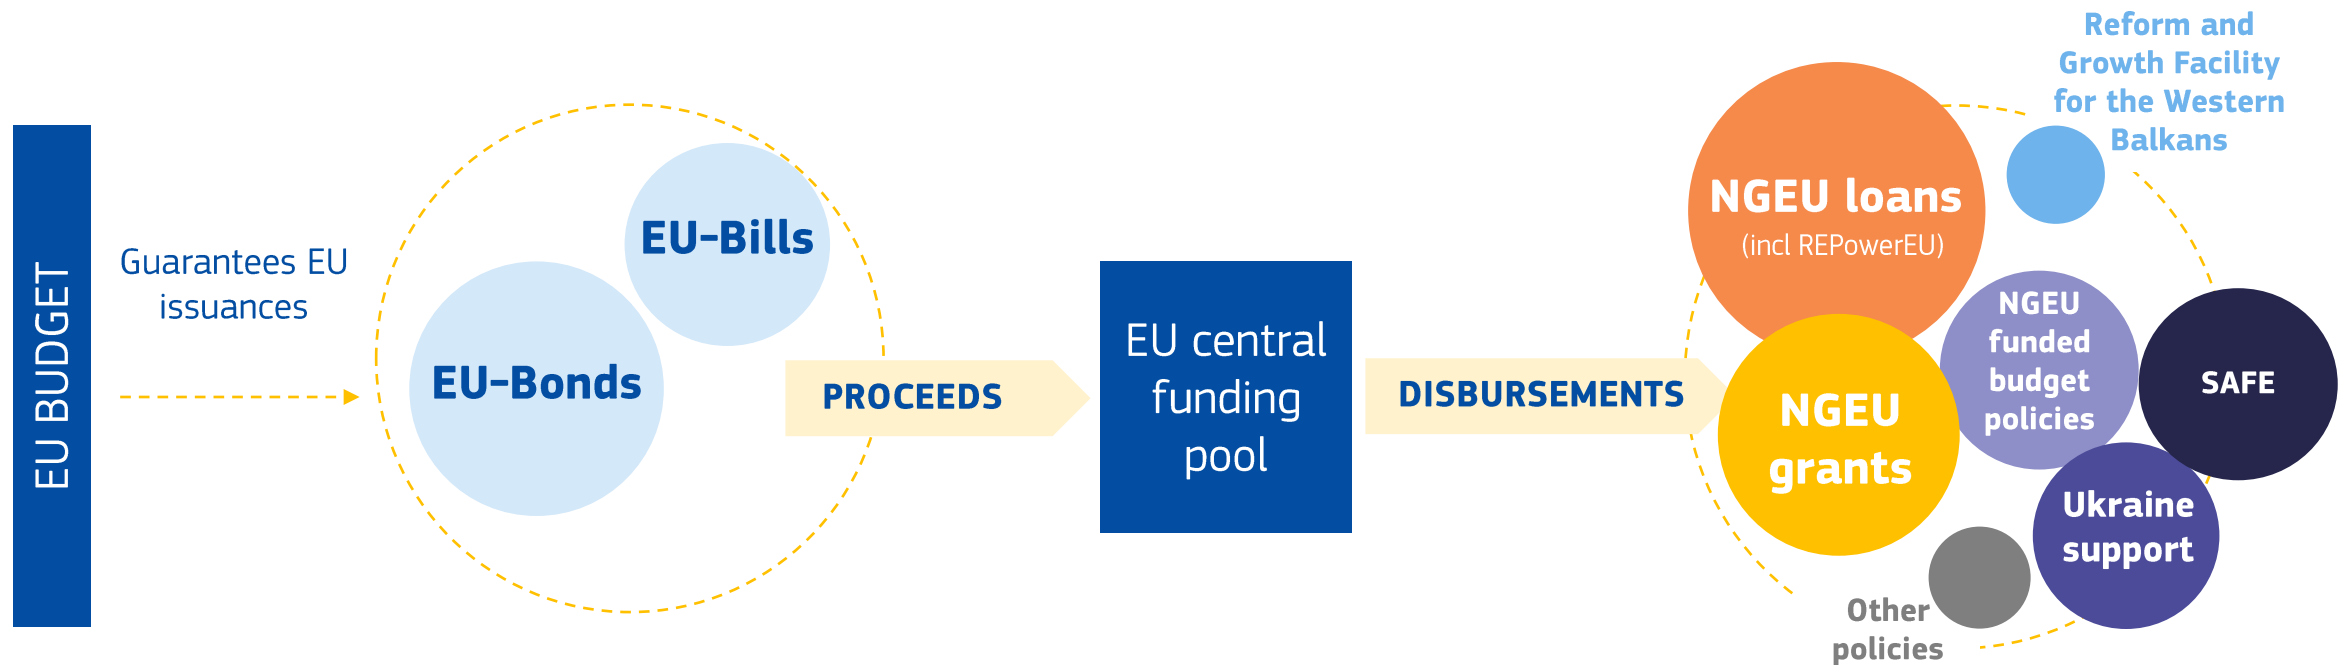 EU BUDGET
Guarantees EU
issuances
EU-Bills
EU-Bonds
PROCEEDS
EU central
funding
pool
DISBURSEMENTS
NGEU loans
(incl REPowerEU)
NGEU
grants
Reform and
Growth Facility
for the Western
Balkans
NGEU
funded
budget
policies
SAFE
Ukraine
support
Other
policies